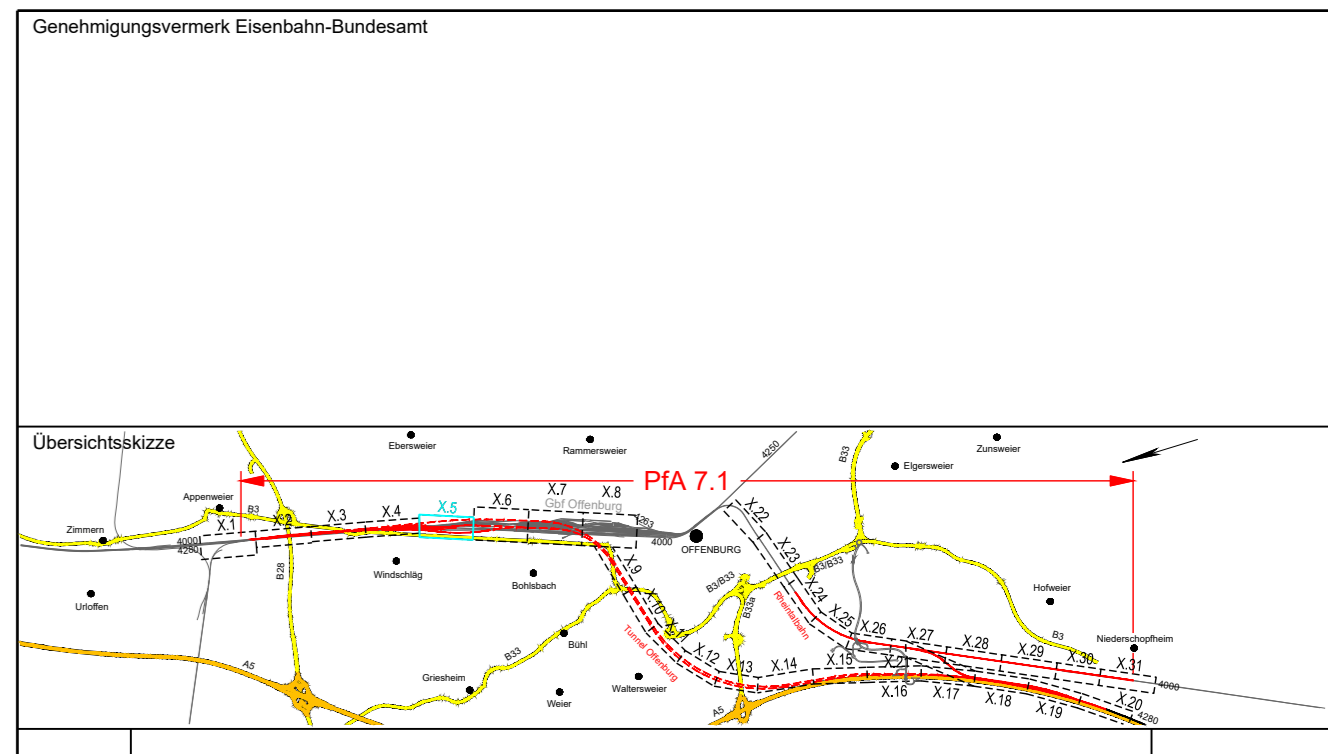 Genehmigungsvermerk Eisenbahn-Bundesamt
Übersichtsskizze
Ebersweier
Rammersweier
4250
B33
Zunsweier
Elgersweier
PfA 7.1
Appenweier
B3
X.1
X.2
X.3
X.4
X.5
X.6
X.7
X.8
Gbf Offenburg
4263
X.22
Zimmern
4000
4280
4000
OFFENBURG
B28
Windschläg
Bohlsbach
X.9
X.23
B3/B33
B3/B33
Urloffen
X.10
B33a
X.24
Rheintalbahn
Hofweier
X.25
X.11
X.26
X.27
X.28
X.29
X.30
X.31
B3
Niederschopfheim
Bühl
Tunnel Offenburg
B33
X.12
X.13
X.14
X.15
X.21
A5
Griesheim
Weier
Waltersweier
X.16
X.17
X.18
X.19
X.20
4000
A5
4280